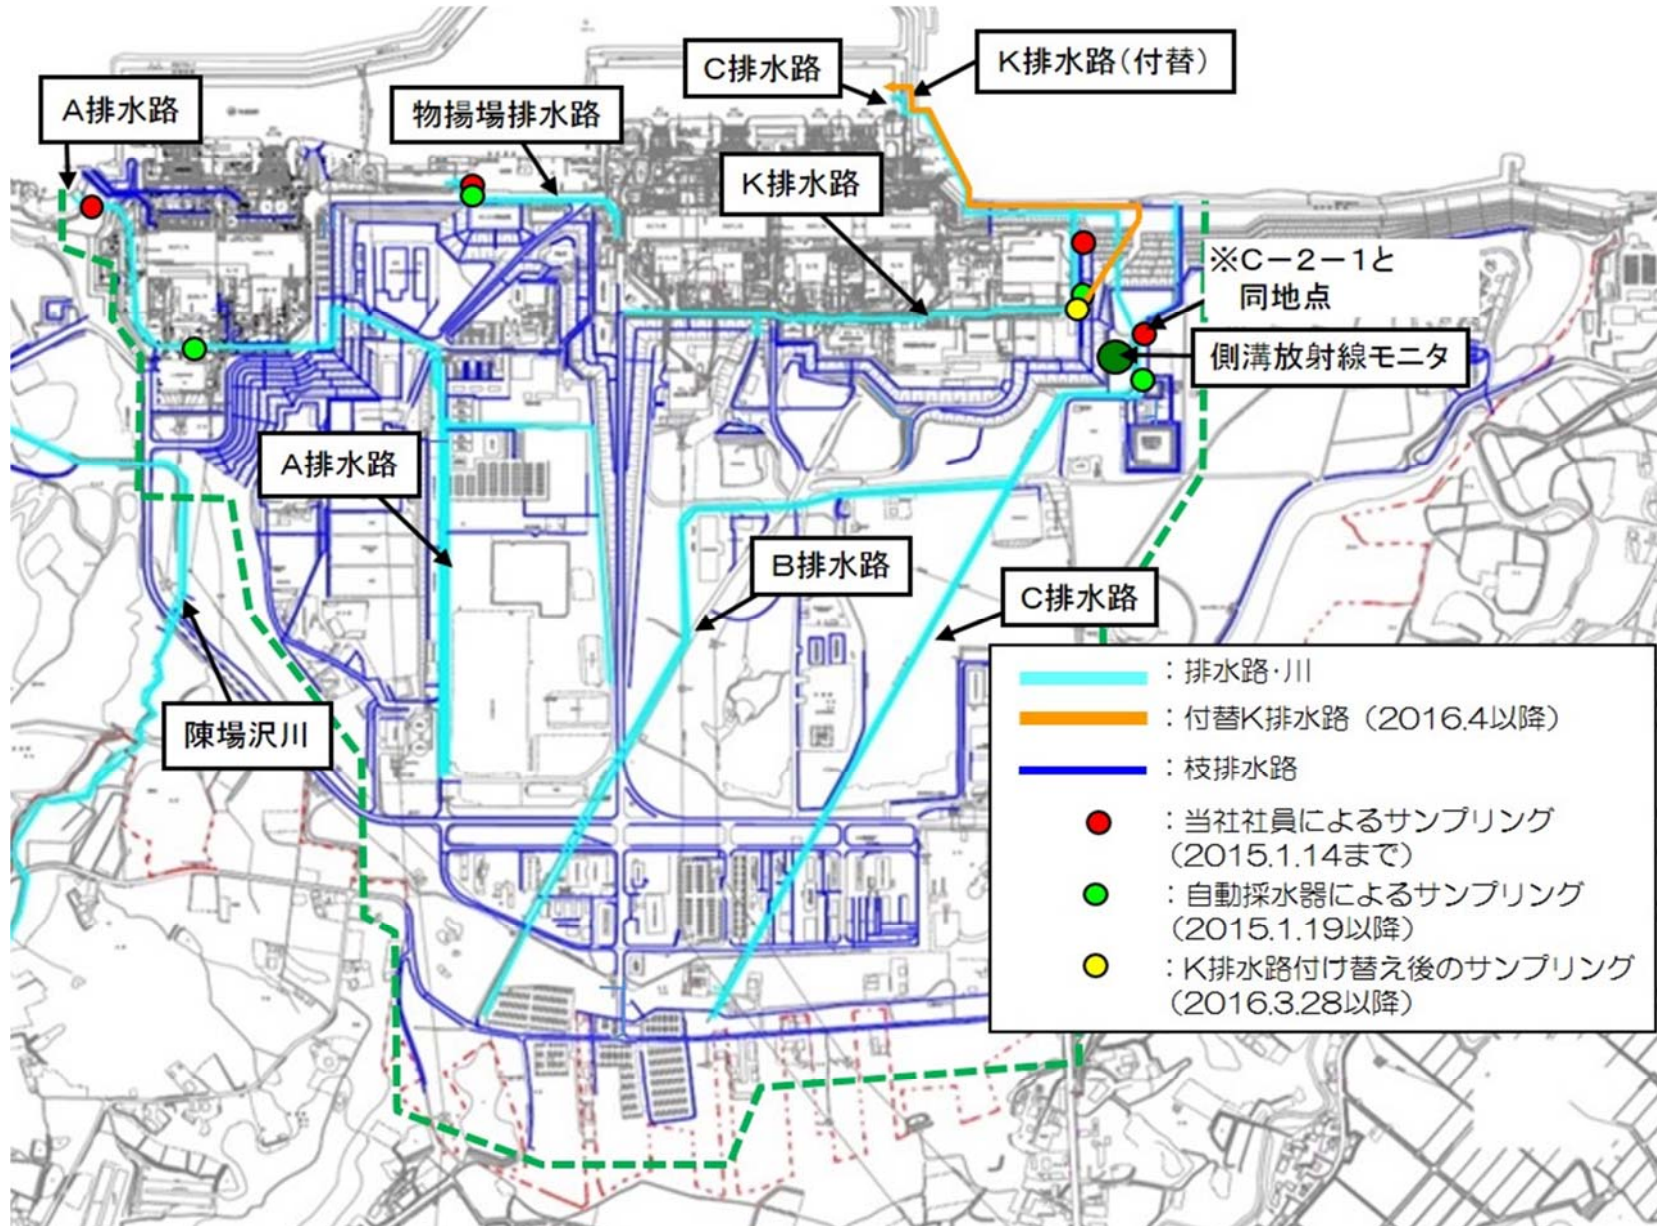 C排水路
K排水路(付替)
A排水路
物揚場排水路
K排水路
※C-2-1と
同地点
側溝放射線モニタ
A排水路
B排水路
C排水路
陳場沢川
:排水路・川
:付替K排水路(2016.4以降)
:枝排水路
:当社社員によるサンプリング
(2015.1.14まで)
:自動採水器によるサンプリング
(2015.1.19以降)
:K排水路付け替え後のサンプリング
(2016.3.28以降)